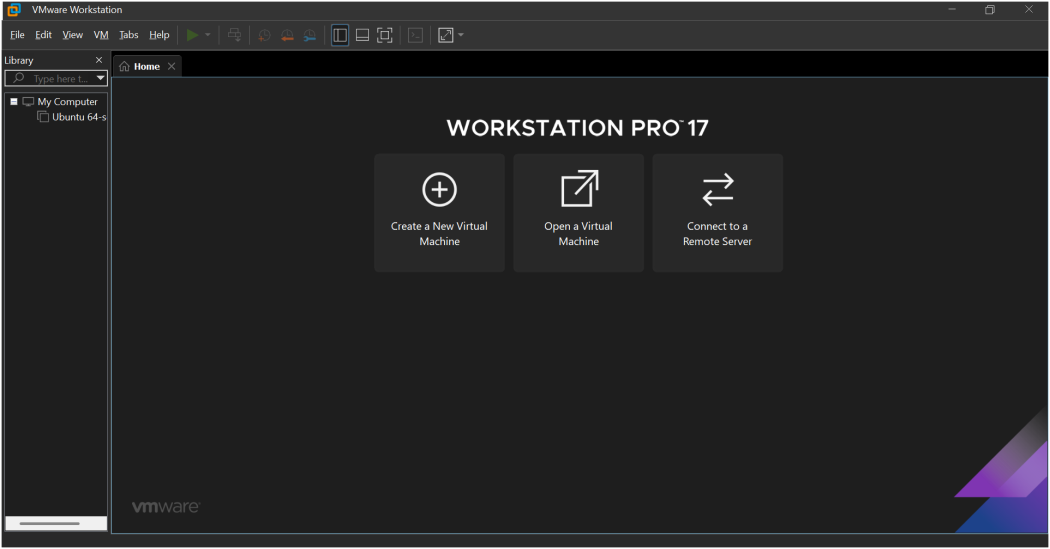 VMware Workstation
File Edit View VM Tabs Help
Library
Type here t...
Home
My Computer
Ubuntu 64-s
WORKSTATION PRO™ 17
Create a New Virtual
Machine
Open a Virtual
Machine
Connect to a
Remote Server
vmware®